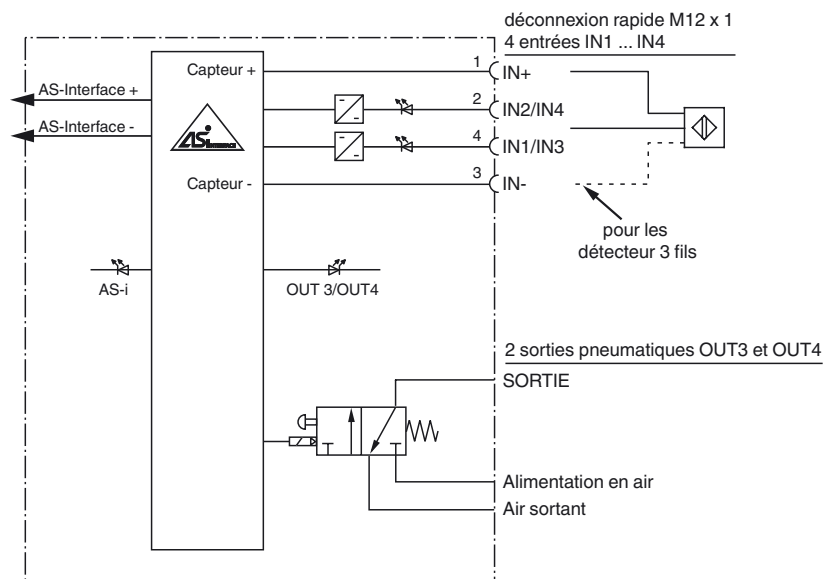 déconnexion rapide M12 x 1
4 entrées IN1 ... IN4
Capteur +
1
IN+
AS-Interface +
2
IN2/IN4
AS-Interface -
ASi
INTERFACE
4
IN1/IN3
Capteur -
3
IN-
pour les
détecteur 3 fils
AS-i
OUT 3/OUT4
2 sorties pneumatiques OUT3 et OUT4
SORTIE
Alimentation en air
Air sortant